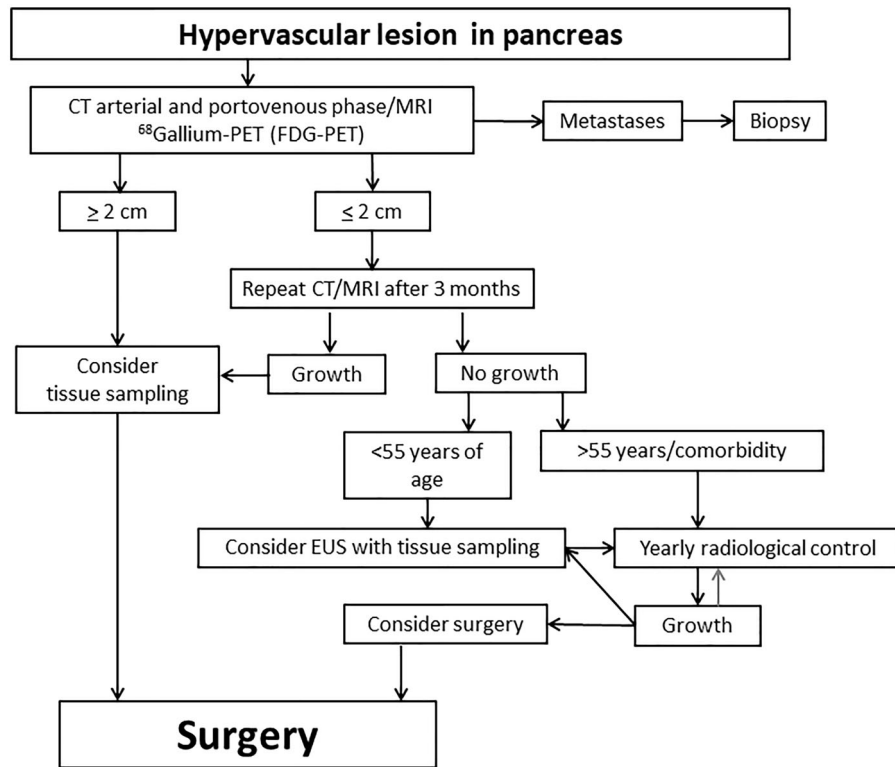 Hypervascular lesion in pancreas
CT arterial and portovenous phase/MRI
⁶⁸Gallium-PET (FDG-PET)
Metastases
Biopsy
≥ 2 cm
≤ 2 cm
Repeat CT/MRI after 3 months
Consider
tissue sampling
Growth
No growth
<55 years of
age
>55 years/comorbidity
Consider EUS with tissue sampling
Yearly radiological control
Consider surgery
Growth
Surgery